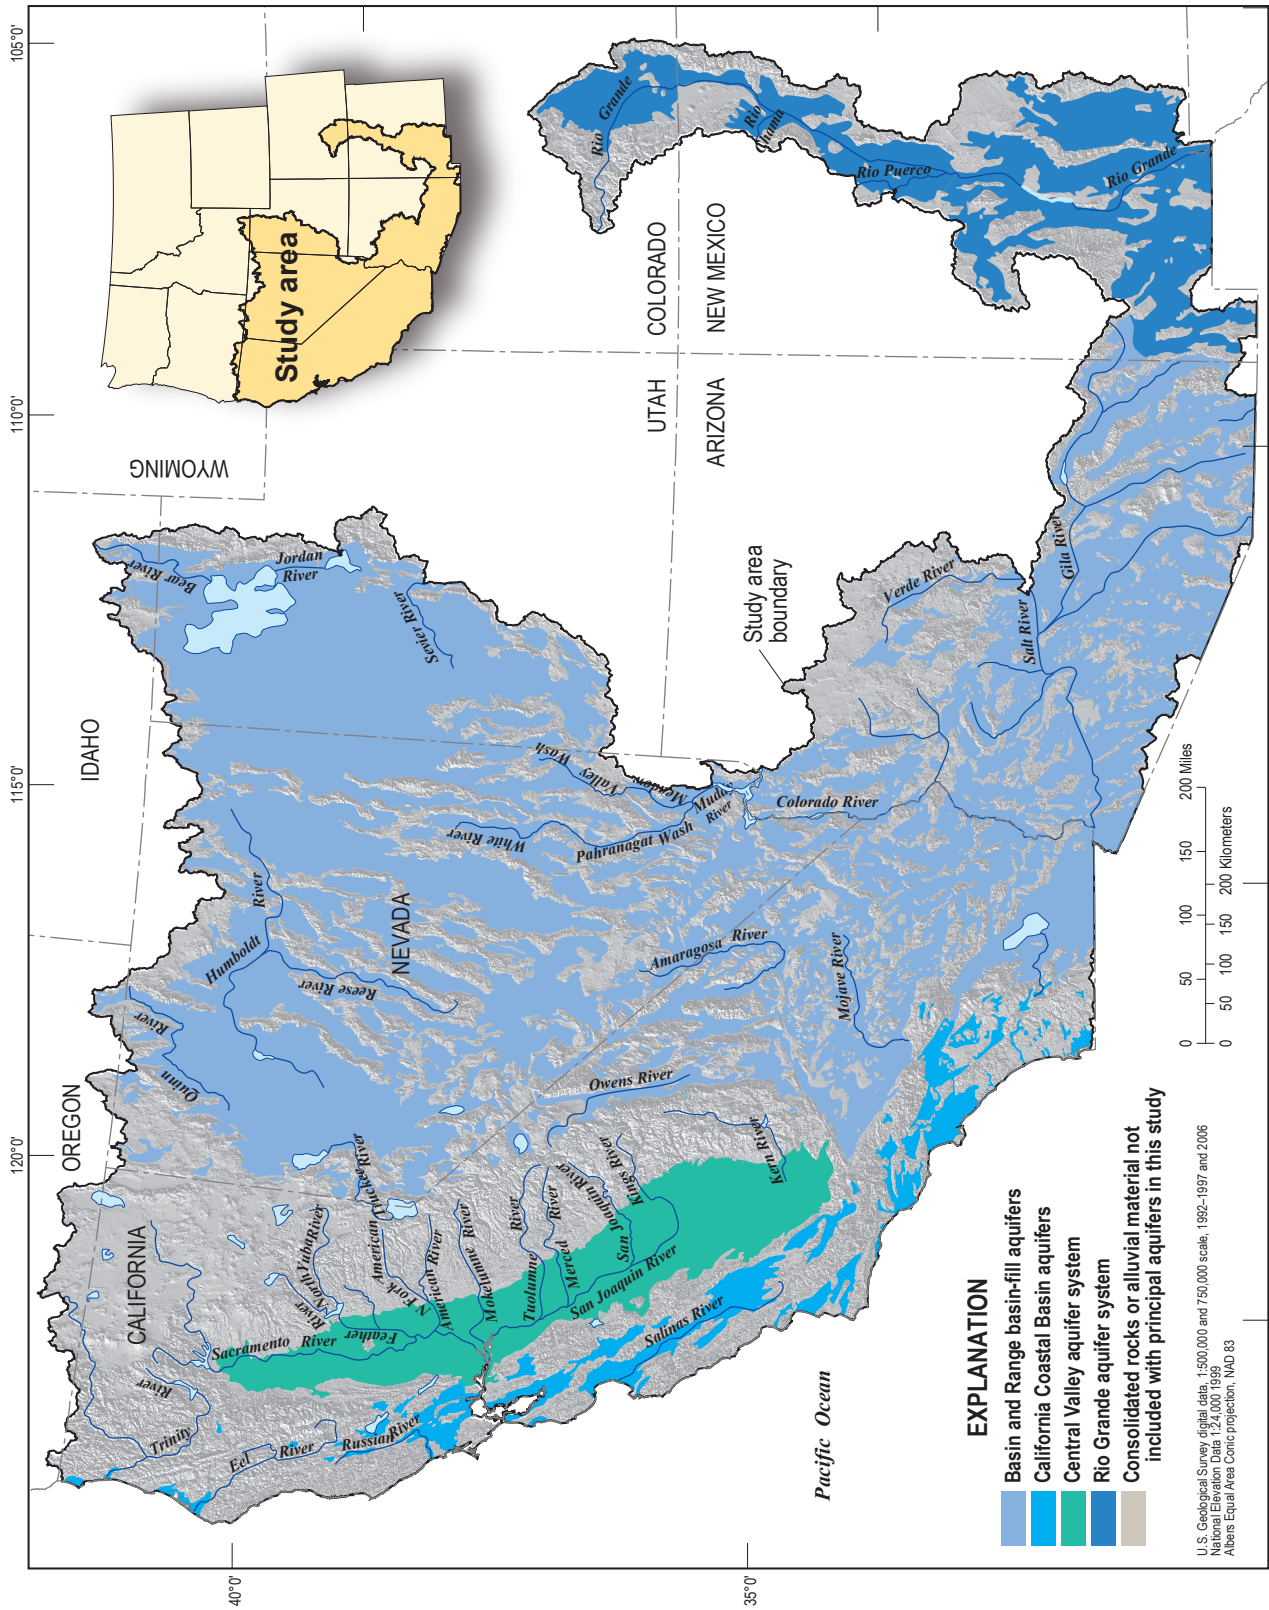 120°0'
115°0'
110°0'
105°0'
40°0'
35°0'
OREGON
IDAHO
WYOMING
CALIFORNIA
NEVADA
UTAH
COLORADO
ARIZONA
NEW MEXICO
Study area
Study area
boundary
Pacific Ocean
Trinity
River
Eel
River
Russian
River
Sacramento River
Feather
River
North Yuba
River
N Fork
American
American
River
Truckee River
Mokelumne River
Tuolumne
River
Merced
River
San
Joaquin River
San Joaquin River
Kings River
Kern River
Salinas River
Owens River
Quinn
River
Humboldt
River
Reese River
White River
Pahranagat Wash
Meadow
Valley
Wash
Muddy
River
Amaragosa River
Mojave River
Colorado River
Bear River
Jordan
River
Sevier River
Verde River
Salt River
Gila River
Rio Grande
Rio
Chama
Rio Puerco
Rio Grande
EXPLANATION
Basin and Range basin-fill aquifers
California Coastal Basin aquifers
Central Valley aquifer system
Rio Grande aquifer system
Consolidated rocks or alluvial material not
included with principal aquifers in this study
0 50 100 150 200 Miles
0 50 100 150 200 Kilometers
U.S. Geological Survey digital data, 1:500,000 and 750,000 scale, 1992–1997 and 2006
National Elevation Data 1:24,000 1999
Albers Equal Area Conic projection, NAD 83